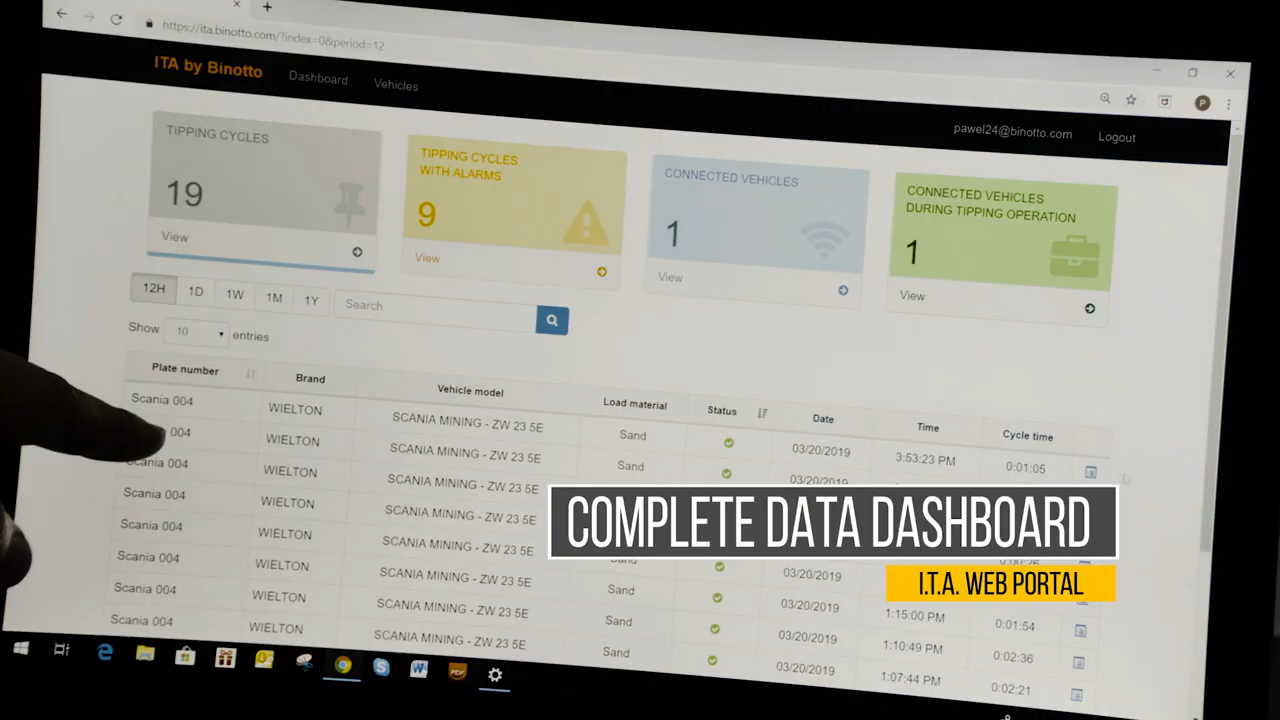 https://ita.binotto.com/?index=0&period=12
P
ITA by Binotto Dashboard Vehicles
pawel24@binotto.com Logout
TIPPING CYCLES
19
View
TIPPING CYCLES
WITH ALARMS
9
View
CONNECTED VEHICLES
1
View
CONNECTED VEHICLES
DURING TIPPING OPERATION
1
View
12H 1D 1W 1M 1Y Search
Show 10 entries
Plate number Brand Vehicle model Load material Status Date Time Cycle time
Scania 004 WIELTON SCANIA MINING - ZW 23 5E Sand 03/20/2019 3:53:23 PM 0:01:05
004 WIELTON SCANIA MINING - ZW 23 5E Sand 03/20/2019
Scania 004 WIELTON SCANIA MINING - ZW 23 5E
Scania 004 WIELTON SCANIA MINING - ZW 23 5E
Scania 004 WIELTON SCANIA MINING - ZW 23 5E Sand 03/20/2019
Scania 004 WIELTON SCANIA MINING - ZW 23 5E Sand 03/20/2019 1:15:00 PM 0:01:54
Scania 004 WIELTON SCANIA MINING - ZW 23 5E Sand 03/20/2019 1:10:49 PM 0:02:36
Scania 004 WIELTON SCANIA MINING - ZW 23 5E Sand 03/20/2019 1:07:44 PM 0:02:21
COMPLETE DATA DASHBOARD
I.T.A. WEB PORTAL
PDF